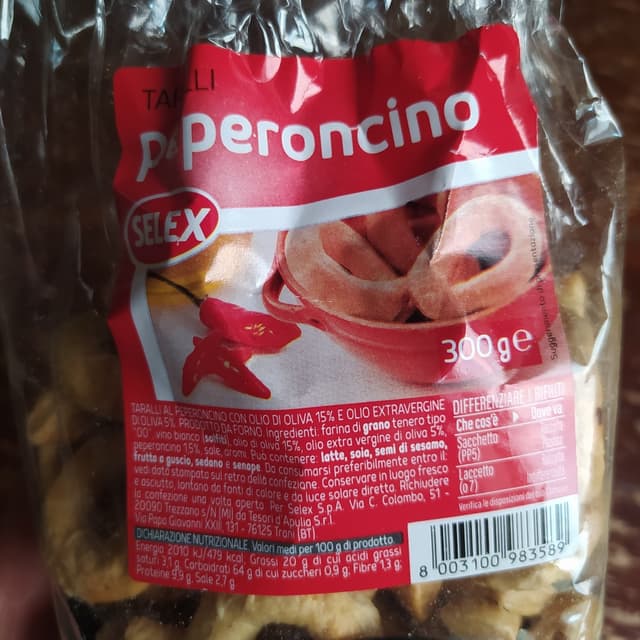 TARALLI
peperoncino
SELEX
300 g e
TARALLI AL PEPERONCINO CON OLIO DI OLIVA 15% E OLIO EXTRAVERGINE
DI OLIVA 5%. PRODOTTO DA FORNO. Ingredienti: farina di grano tenero tipo
"00", vino bianco (solfiti), olio di oliva 15%, olio extra vergine di oliva 5%,
peperoncino 1,5%, sale, aromi. Può contenere latte, soia, semi di sesamo,
frutta a guscio, sedano e senape. Da consumarsi preferibilmente entro il:
vedi data stampata sul retro della confezione. Conservare in luogo fresco
e asciutto, lontano da fonti di calore e da luce solare diretta. Richiudere
la confezione una volta aperta. Per Selex S.p.A. Via C. Colombo, 51 -
20090 Trezzano s/N (MI) da Tesori d'Apulia S.r.l.
Via Papa Giovanni XXIII, 131 - 76125 Trani (BT)
DICHIARAZIONE NUTRIZIONALE Valori medi per 100 g di prodotto
Energia 2010 kJ/479 kcal, Grassi 20 g di cui acidi grassi
saturi 3,1 g, Carboidrati 64 g di cui zuccheri 0,9 g, Fibre 1,3 g,
Proteine 9,9 g, Sale 2,7 g
DIFFERENZIARE I RIFIUTI
Che cos'è Dove va
Sacchetto
(PP5)
Laccetto
(o 7)
Verifica le disposizioni del
8 003100 983589